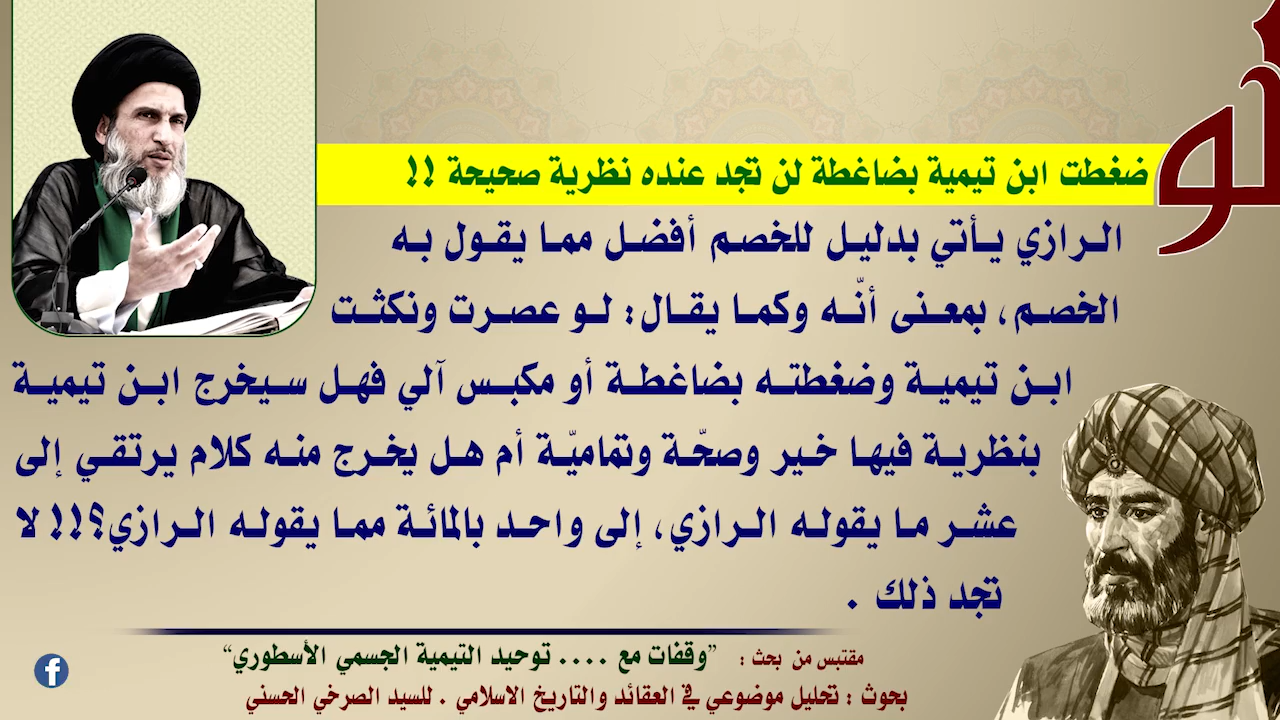 لو
ضغطت ابن تيمية بضاغطة لن تجد عنده نظرية صحيحة !!
الرازي يأتي بدليل للخصم أفضل مما يقول به
الخصم، بمعنى أنّه وكما يقال: لو عصرت ونكثت
ابن تيمية وضغطته بضاغطة أو مكبس آلي فهل سيخرج ابن تيمية
بنظرية فيها خير وصحّة وتماميّة أم هل يخرج منه كلام يرتقي إلى
عشر ما يقوله الرازي، إلى واحد بالمائة مما يقوله الرازي؟!! لا
تجد ذلك .
مقتبس من بحث : "وقفات مع .... توحيد التيمية الجسمي الأسطوري"
بحوث : تحليل موضوعي في العقائد والتاريخ الاسلامي . للسيد الصرخي الحسني
f